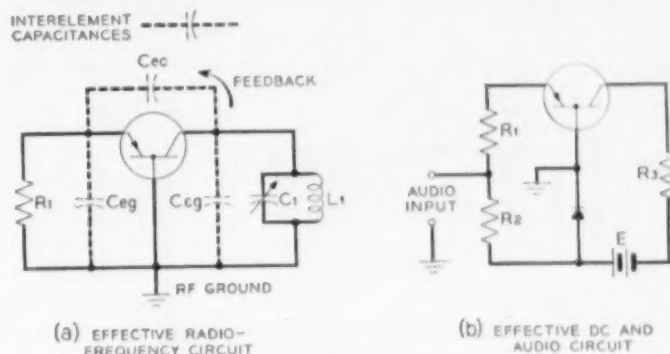 INTERELEMENT
CAPACITANCES
Cec
FEEDBACK
R1
Ceg
Ccg
C1
L1
RF GROUND
(a) EFFECTIVE RADIO-
FREQUENCY CIRCUIT
R1
R3
AUDIO
INPUT
R2
E
(b) EFFECTIVE DC AND
AUDIO CIRCUIT